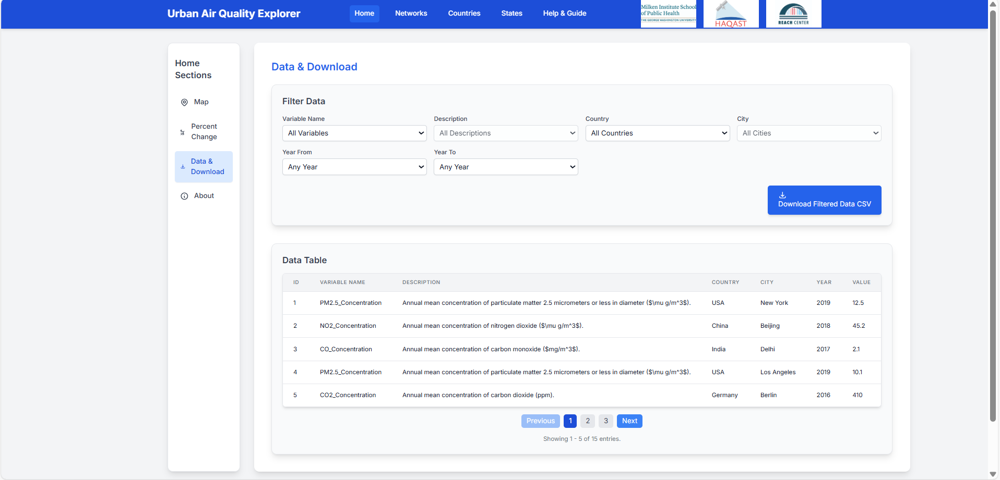 Urban Air Quality Explorer
Home Networks Countries States Help & Guide
Milken Institute School
of Public Health
THE GEORGE WASHINGTON UNIVERSITY
HAQAST
REACH CENTER
Home
Sections
Map
Percent
Change
Data &
Download
About
Data & Download
Filter Data
Variable Name Description Country City
All Variables All Descriptions All Countries All Cities
Year From Year To
Any Year Any Year
Download Filtered Data CSV
Data Table
ID VARIABLE NAME DESCRIPTION COUNTRY CITY YEAR VALUE
1 PM2.5_Concentration Annual mean concentration of particulate matter 2.5 micrometers or less in diameter ($\mu g/m^3$). USA New York 2019 12.5
2 NO2_Concentration Annual mean concentration of nitrogen dioxide ($\mu g/m^3$). China Beijing 2018 45.2
3 CO_Concentration Annual mean concentration of carbon monoxide ($mg/m^3$). India Delhi 2017 2.1
4 PM2.5_Concentration Annual mean concentration of particulate matter 2.5 micrometers or less in diameter ($\mu g/m^3$). USA Los Angeles 2019 10.1
5 CO2_Concentration Annual mean concentration of carbon dioxide (ppm). Germany Berlin 2016 410
Previous 1 2 3 Next
Showing 1 - 5 of 15 entries.